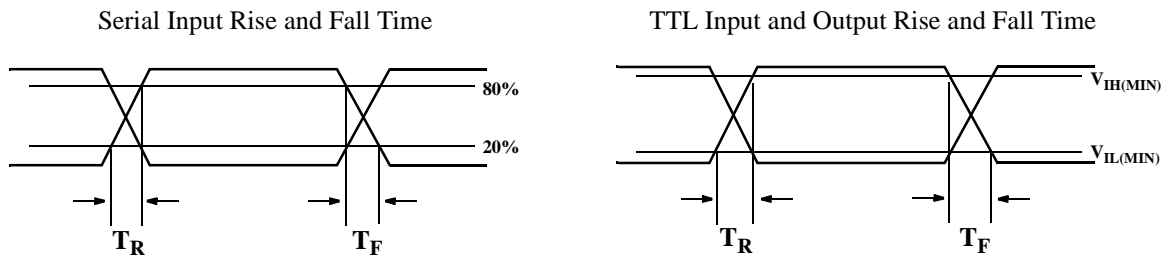 Serial Input Rise and Fall Time
80%
20%
T_R
T_F
TTL Input and Output Rise and Fall Time
V_IH(MIN)
V_IL(MIN)
T_R
T_F